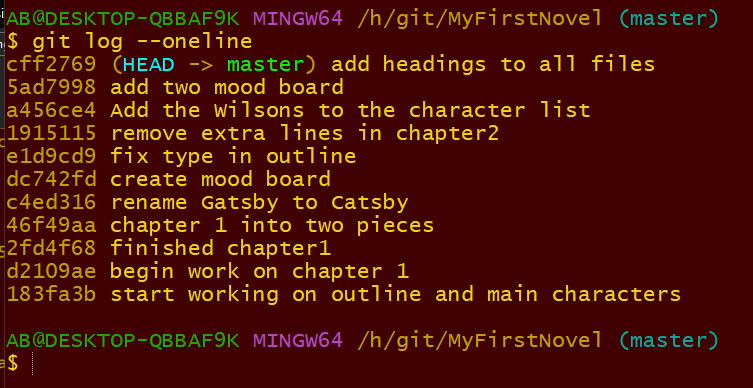 AB@DESKTOP-QBBAF9K MINGW64 /h/git/MyFirstNovel (master)
$ git log --oneline
cff2769 (HEAD -> master) add headings to all files
5ad7998 add two mood board
a456ce4 Add the Wilsons to the character list
1915115 remove extra lines in chapter2
e1d9cd9 fix type in outline
dc742fd create mood board
c4ed316 rename Gatsby to Catsby
46f49aa chapter 1 into two pieces
2fd4f68 finished chapter1
d2109ae begin work on chapter 1
183fa3b start working on outline and main characters
AB@DESKTOP-QBBAF9K MINGW64 /h/git/MyFirstNovel (master)
$